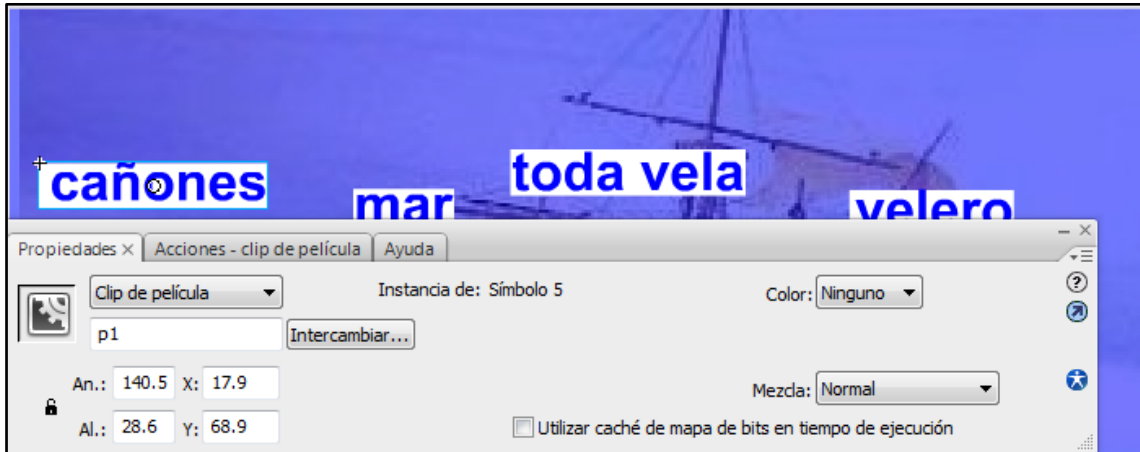 cañones
toda vela
mar
velero
Propiedades × Acciones - clip de película Ayuda
Clip de película Instancia de: Símbolo 5 Color: Ninguno
p1 Intercambiar...
An.: 140.5 X: 17.9 Mezcla: Normal
Al.: 28.6 Y: 68.9 Utilizar caché de mapa de bits en tiempo de ejecución